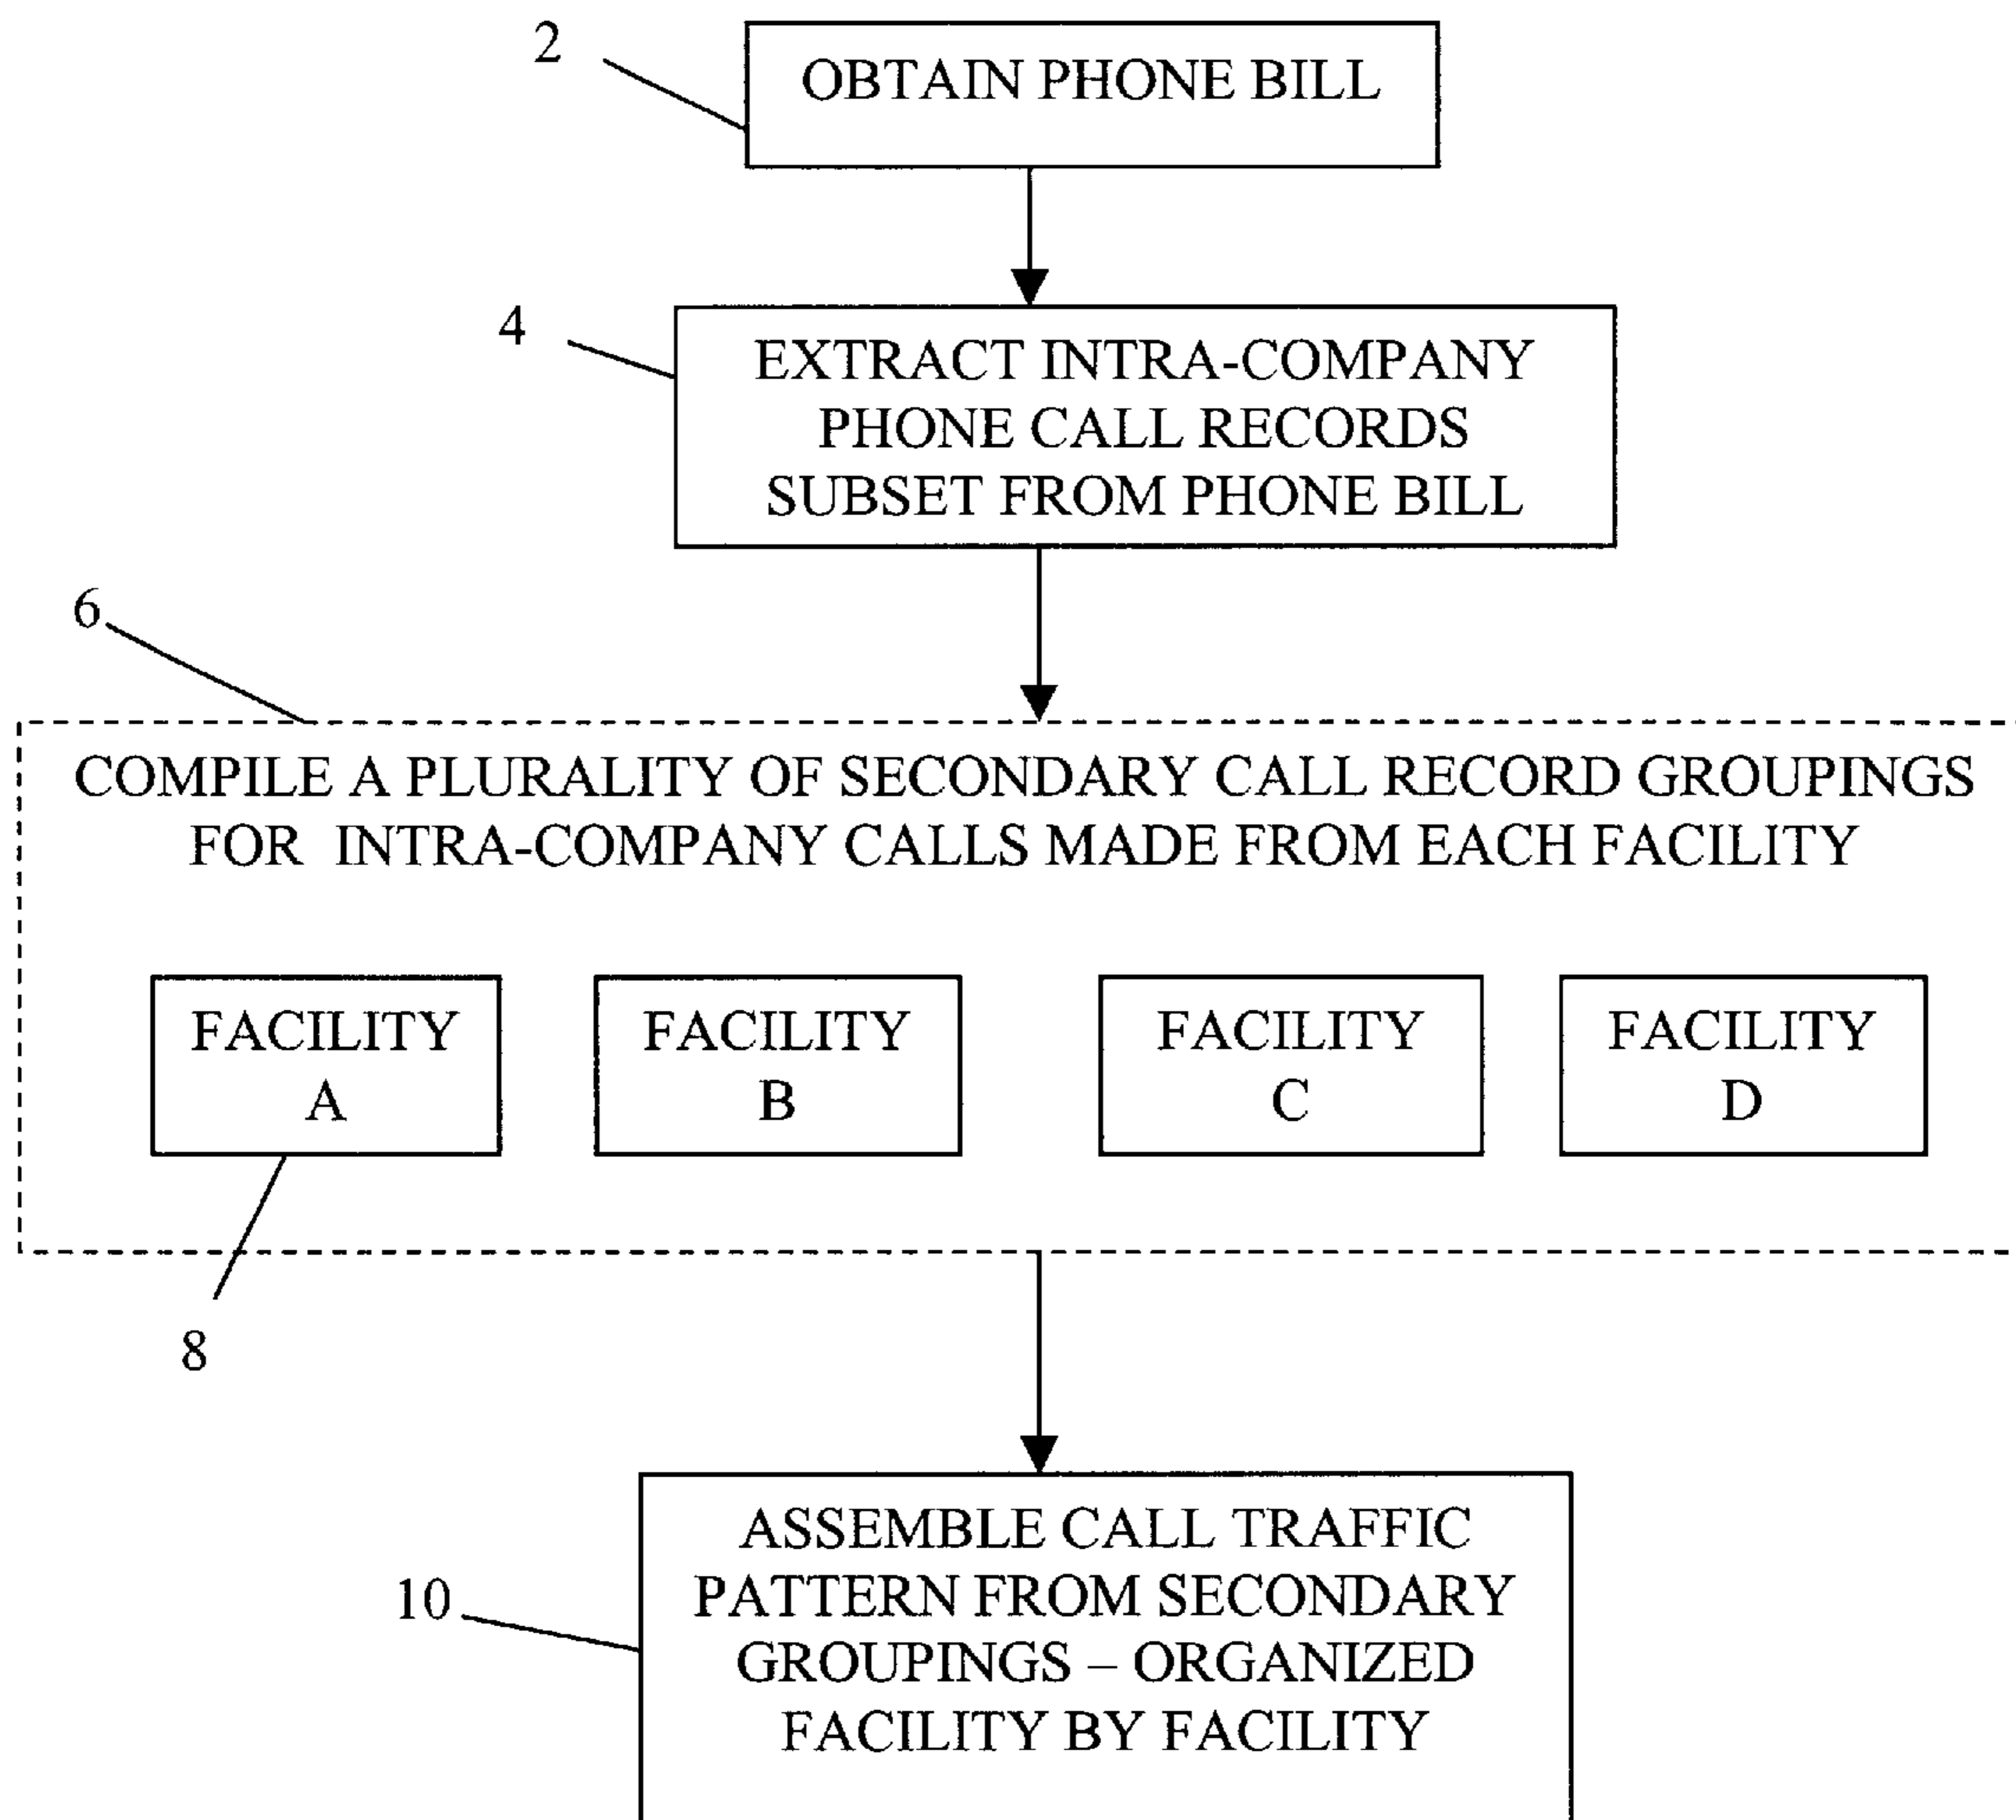 2
OBTAIN PHONE BILL
4
EXTRACT INTRA-COMPANY
PHONE CALL RECORDS
SUBSET FROM PHONE BILL
6
COMPILE A PLURALITY OF SECONDARY CALL RECORD GROUPINGS
FOR INTRA-COMPANY CALLS MADE FROM EACH FACILITY
FACILITY
A
FACILITY
B
FACILITY
C
FACILITY
D
8
10
ASSEMBLE CALL TRAFFIC
PATTERN FROM SECONDARY
GROUPINGS – ORGANIZED
FACILITY BY FACILITY